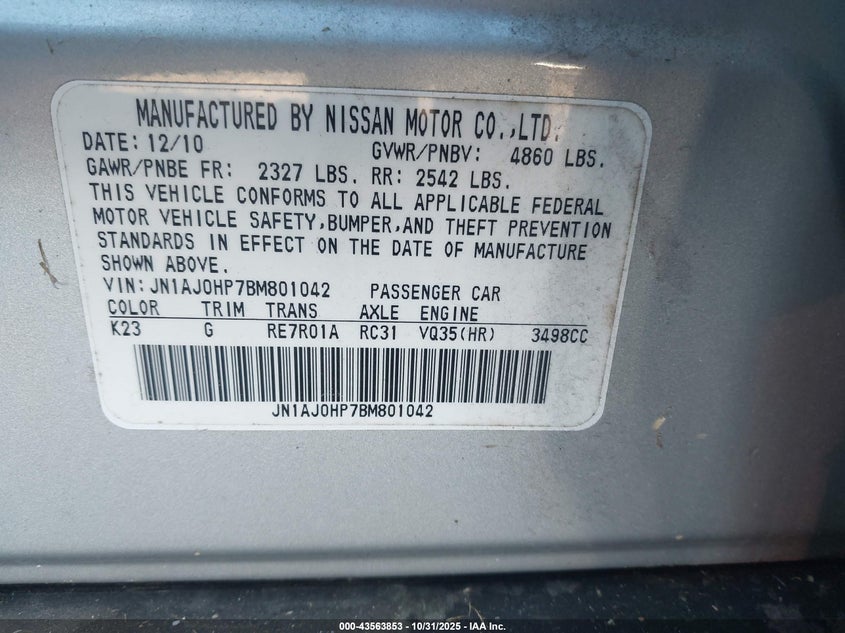 MANUFACTURED BY NISSAN MOTOR CO.,LTD.
DATE: 12/10 GVWR/PNBV: 4860 LBS.
GAWR/PNBE FR: 2327 LBS. RR: 2542 LBS.
THIS VEHICLE CONFORMS TO ALL APPLICABLE FEDERAL
MOTOR VEHICLE SAFETY,BUMPER,AND THEFT PREVENTION
STANDARDS IN EFFECT ON THE DATE OF MANUFACTURE
SHOWN ABOVE.
VIN: JN1AJ0HP7BM801042 PASSENGER CAR
COLOR TRIM TRANS AXLE ENGINE
K23 G RE7R01A RC31 VQ35(HR) 3498CC
JN1AJ0HP7BM801042
000-43563853 - 10/31/2025 - IAA Inc.